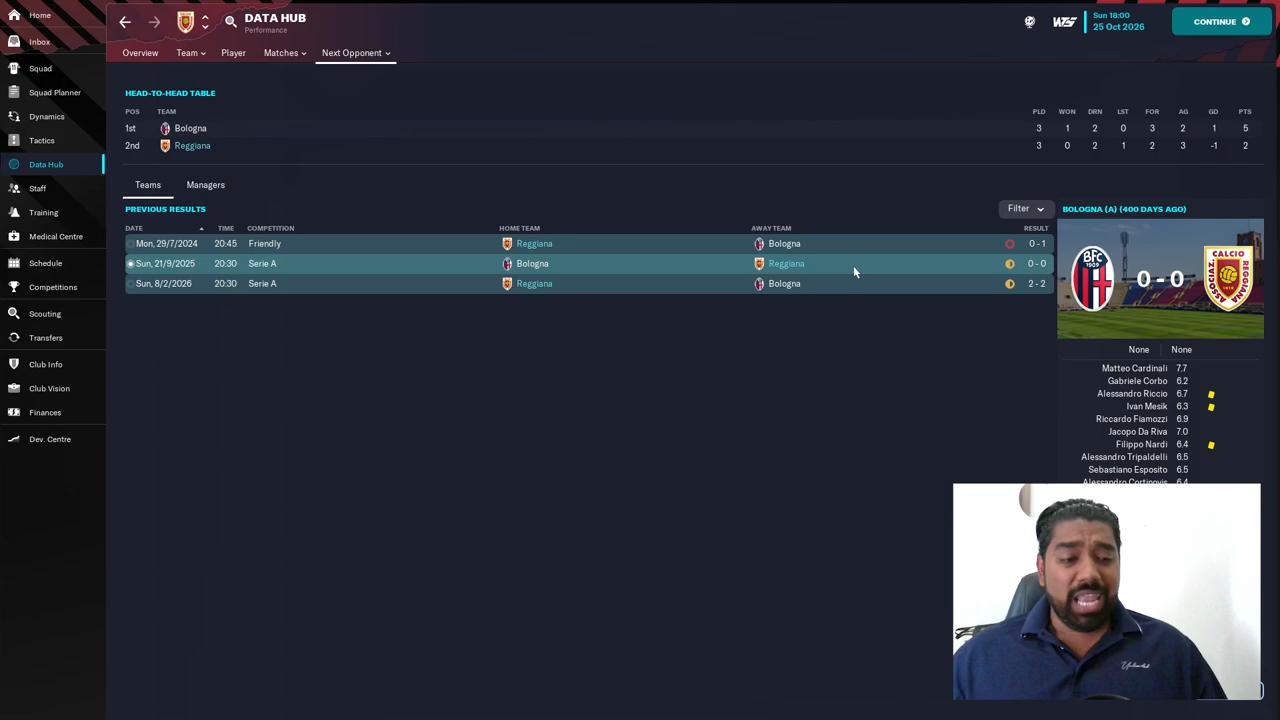 Home
Inbox
Squad
Squad Planner
Dynamics
Tactics
Data Hub
Staff
Training
Medical Centre
Schedule
Competitions
Scouting
Transfers
Club Info
Club Vision
Finances
Dev. Centre
DATA HUB
Performance
Sun 18:00
25 Oct 2026
CONTINUE
Overview Team Player Matches Next Opponent
HEAD-TO-HEAD TABLE
POS TEAM PLD WON DRN LST FOR AG GD PTS
1st Bologna 3 1 2 0 3 2 1 5
2nd Reggiana 3 0 2 1 2 3 -1 2
Teams Managers
PREVIOUS RESULTS Filter
DATE TIME COMPETITION HOME TEAM AWAY TEAM RESULT
Mon, 29/7/2024 20:45 Friendly Reggiana Bologna 0 - 1
Sun, 21/9/2025 20:30 Serie A Bologna Reggiana 0 - 0
Sun, 8/2/2026 20:30 Serie A Reggiana Bologna 2 - 2
BOLOGNA (A) (400 DAYS AGO)
BFC
1909
0 - 0
CALCIO
REGGIANA
None None
Matteo Cardinali 7.7
Gabriele Corbo 6.2
Alessandro Riccio 6.7
Ivan Mesik 6.3
Riccardo Fiamozzi 6.9
Jacopo Da Riva 7.0
Filippo Nardi 6.4
Alessandro Tripaldelli 6.5
Sebastiano Esposito 6.5
Alessandro Cortinovis 6.4